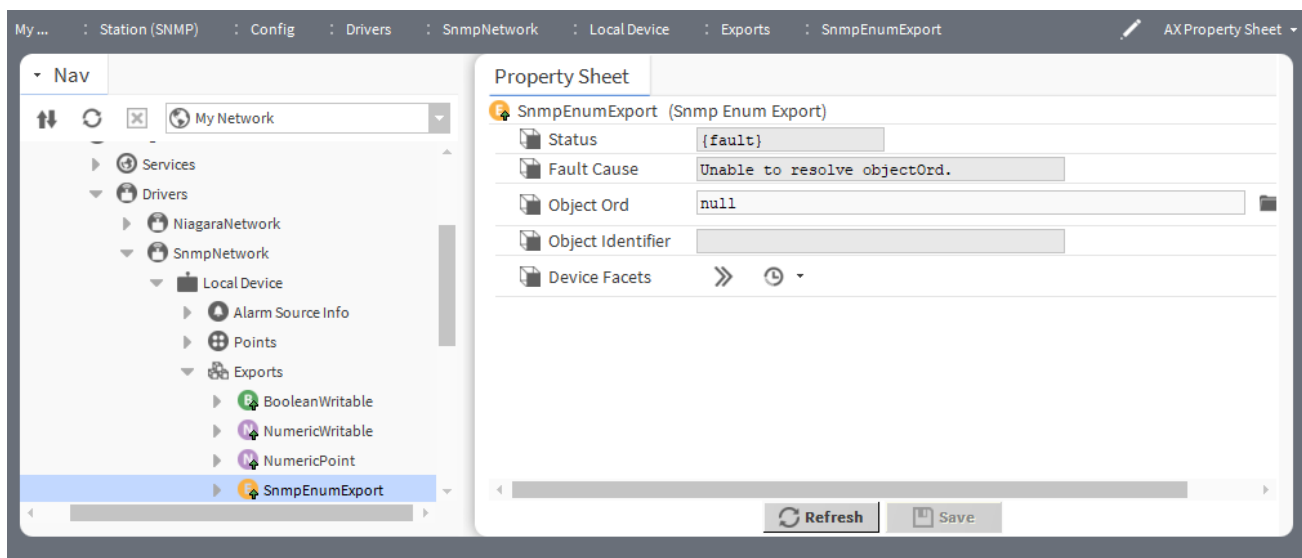 My ... : Station (SNMP) : Config : Drivers : SnmpNetwork : Local Device : Exports : SnmpEnumExport AX Property Sheet
Nav
My Network
Services
Drivers
NiagaraNetwork
SnmpNetwork
Local Device
Alarm Source Info
Points
Exports
B BooleanWritable
N NumericWritable
N NumericPoint
E SnmpEnumExport
Property Sheet
E SnmpEnumExport (Snmp Enum Export)
Status {fault}
Fault Cause Unable to resolve objectOrd.
Object Ord null
Object Identifier
Device Facets
Refresh Save